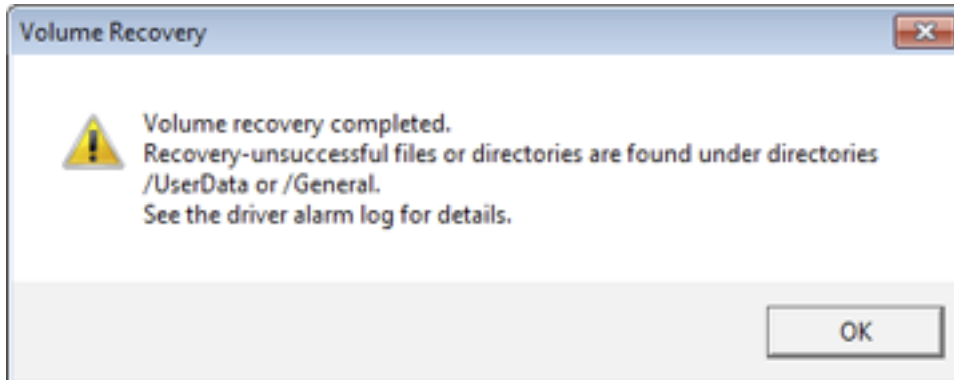 Volume Recovery
Volume recovery completed.
Recovery-unsuccessful files or directories are found under directories
/UserData or /General.
See the driver alarm log for details.
OK